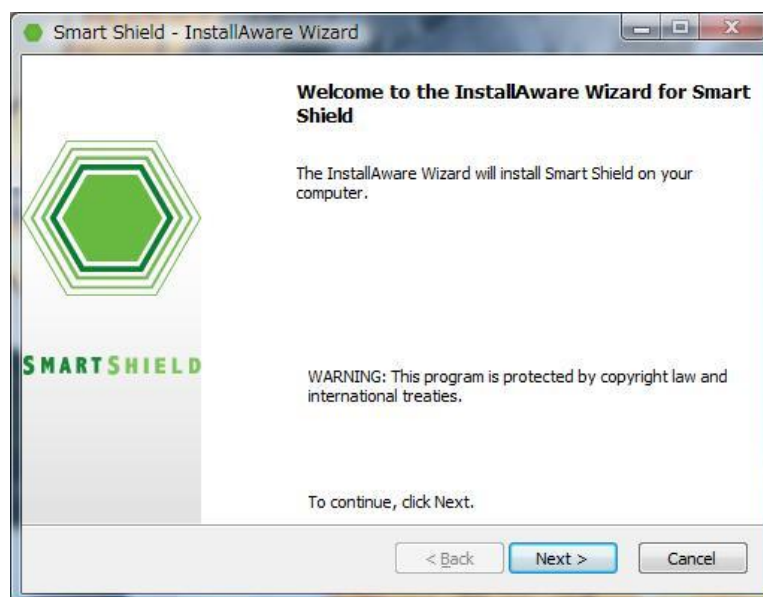 Smart Shield - InstallAware Wizard
Welcome to the InstallAware Wizard for Smart
Shield
The InstallAware Wizard will install Smart Shield on your
computer.
SMARTSHIELD
WARNING: This program is protected by copyright law and
international treaties.
To continue, click Next.
< Back
Next >
Cancel